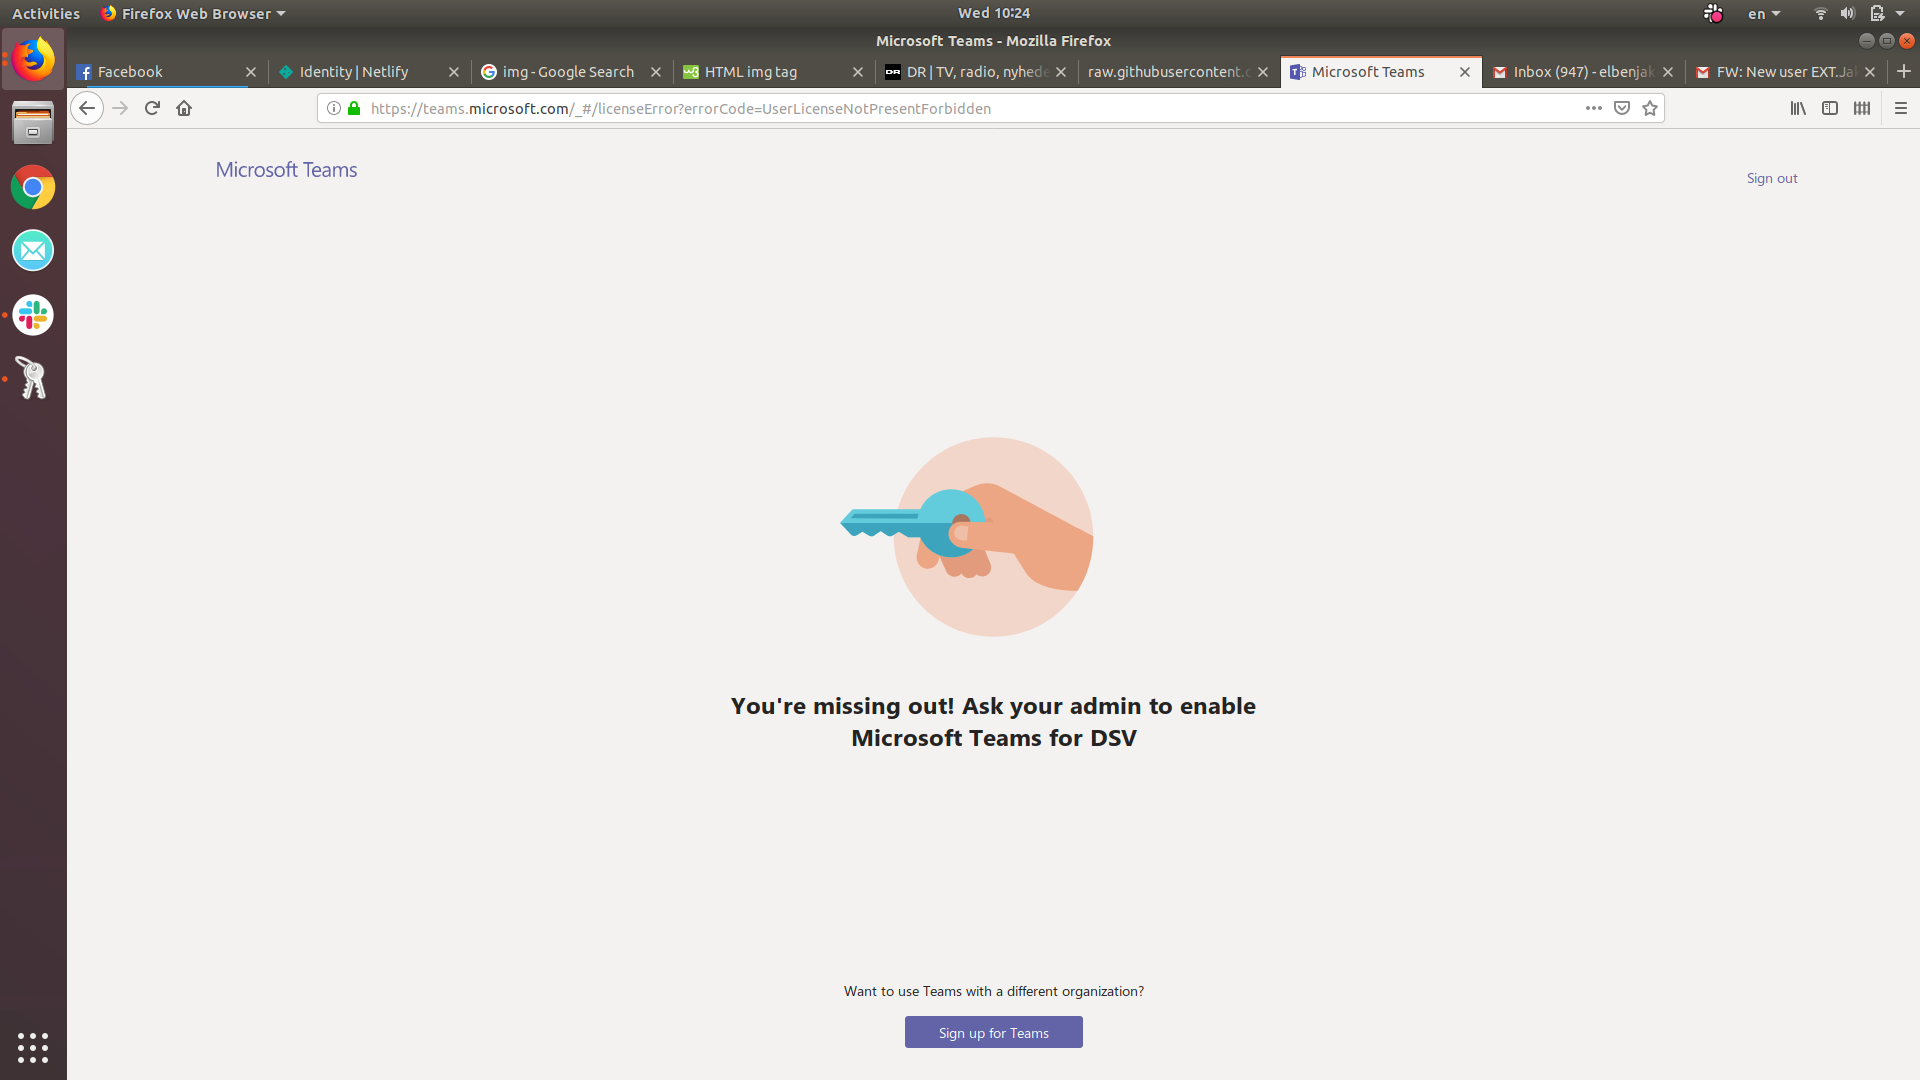 Activities
Firefox Web Browser
Wed 10:24
en
Microsoft Teams - Mozilla Firefox
Facebook
Identity | Netlify
img - Google Search
HTML img tag
DR | TV, radio, nyhede
raw.githubusercontent.c
Microsoft Teams
Inbox (947) - elbenjak
FW: New user EXT.Jak
https://teams.microsoft.com/_#/licenseError?errorCode=UserLicenseNotPresentForbidden
Microsoft Teams
Sign out
You're missing out! Ask your admin to enable
Microsoft Teams for DSV
Want to use Teams with a different organization?
Sign up for Teams